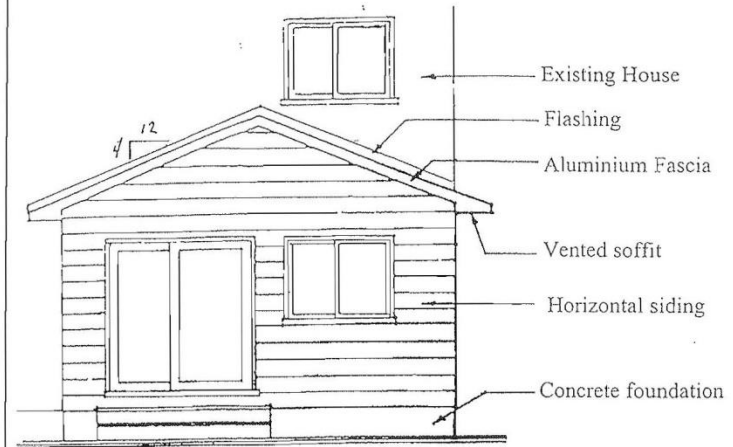 Existing House
Flashing
12
4
Aluminium Fascia
Vented soffit
Horizontal siding
Concrete foundation